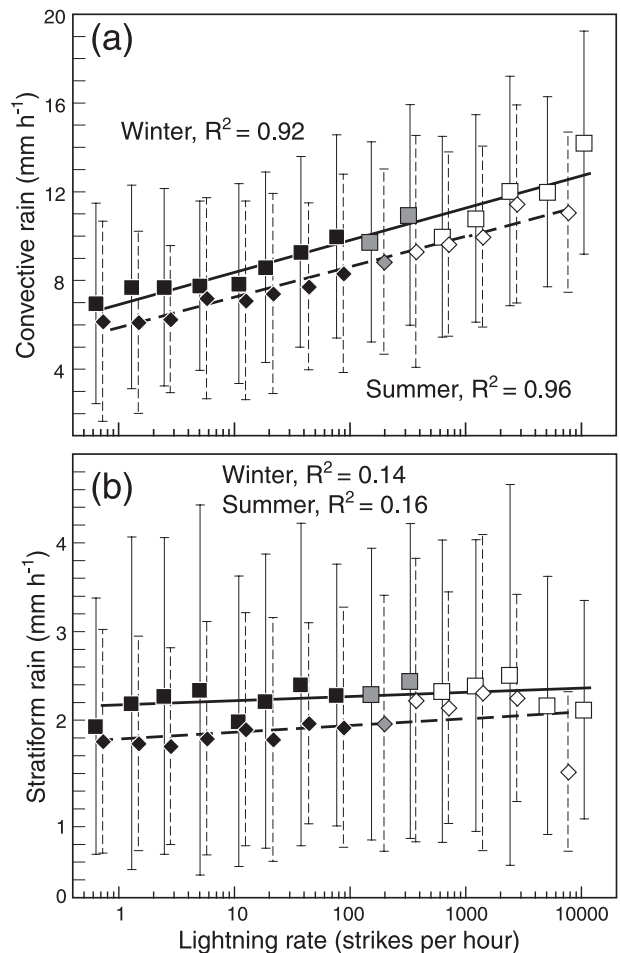 (a)
20
16
12
8
4
Convective rain (mm h⁻¹)
Winter, R² = 0.92
Summer, R² = 0.96
(b)
Winter, R² = 0.14
Summer, R² = 0.16
4
3
2
2
1
0
Stratiform rain (mm h⁻¹)
1 10 100 1000 10000
Lightning rate (strikes per hour)